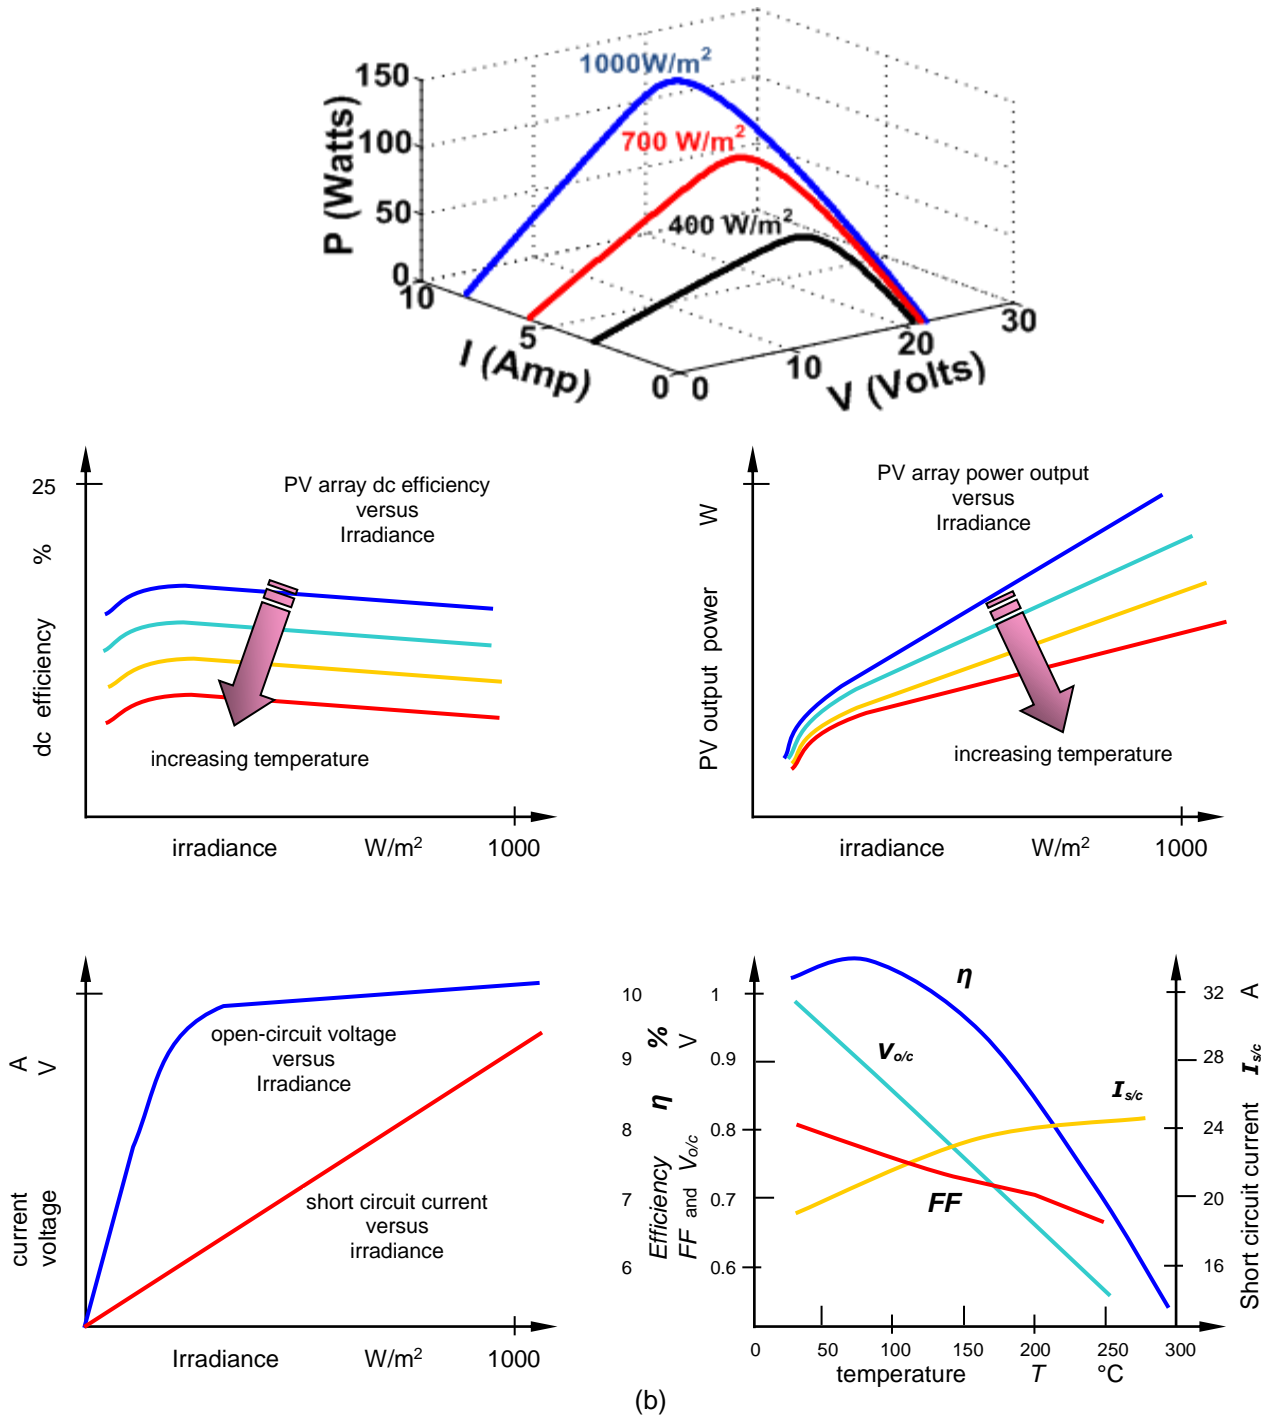 1000W/m²
700 W/m²
400 W/m²
P (Watts)
150
100
50
0
10
5
0
I (Amp)
0
10
20
30
V (Volts)
PV array dc efficiency
versus
Irradiance
25
%
dc efficiency
increasing temperature
irradiance W/m² 1000
PV array power output
versus
Irradiance
W
PV output power
increasing temperature
irradiance W/m² 1000
A
V
current
voltage
open-circuit voltage
versus
Irradiance
short circuit current
versus
irradiance
Irradiance W/m² 1000
10
9
8
7
6
Efficiency η %
FF and Vo/c V
1
0.9
0.8
0.7
0.6
η
Vo/c
Is/c
FF
32
28
24
20
16
Short circuit current Is/c A
0 50 100 150 200 250 300
temperature T °C
(b)